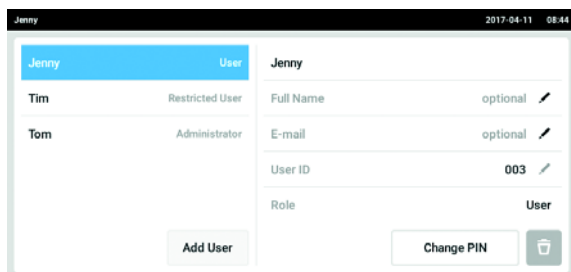 Jenny 2017-04-11 08:44
Jenny User
Tim Restricted User
Tom Administrator
Add User
Jenny
Full Name optional
E-mail optional
User ID 003
Role User
Change PIN